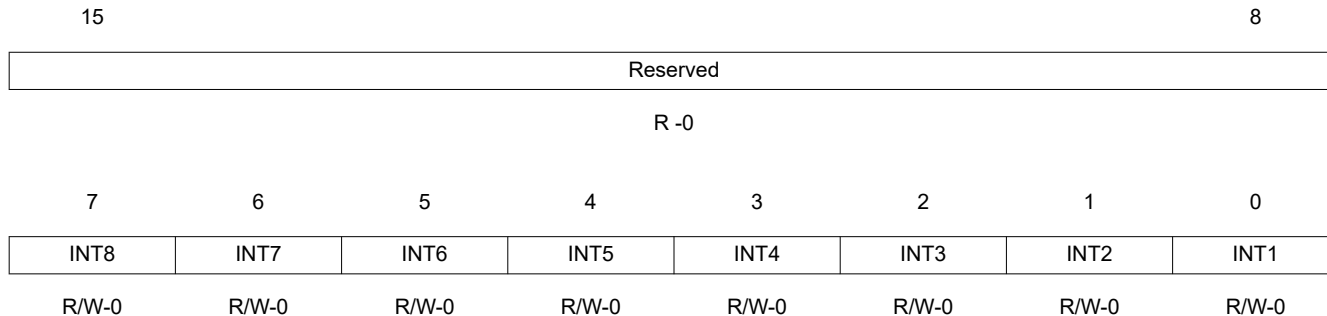 15 8
Reserved
R -0
7 6 5 4 3 2 1 0
INT8 INT7 INT6 INT5 INT4 INT3 INT2 INT1
R/W-0 R/W-0 R/W-0 R/W-0 R/W-0 R/W-0 R/W-0 R/W-0